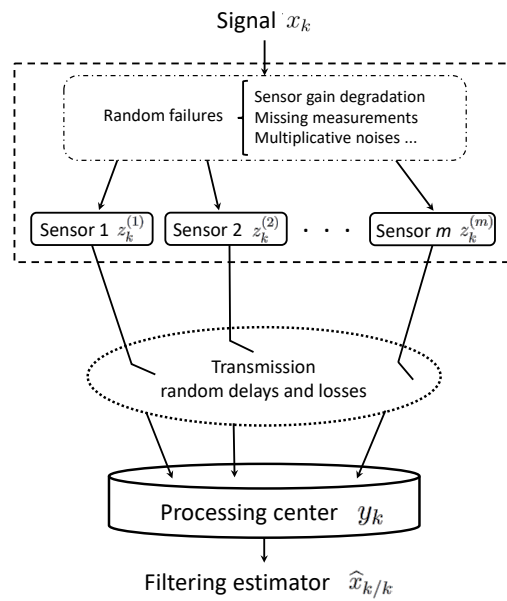 Signal x_k
Random failures
Sensor gain degradation
Missing measurements
Multiplicative noises ...
Sensor 1 z_k^{(1)}
Sensor 2 z_k^{(2)}
. . .
Sensor m z_k^{(m)}
Transmission
random delays and losses
Processing center y_k
Filtering estimator \widehat{x}_{k/k}